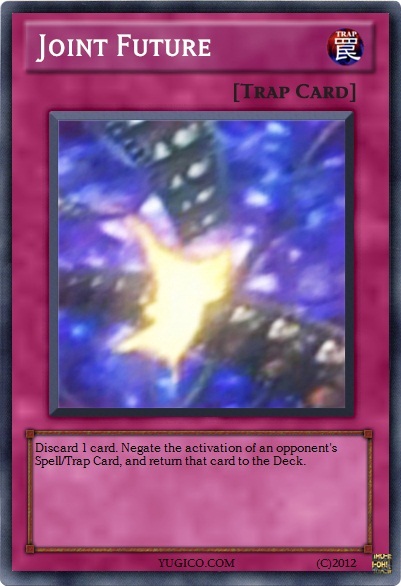 Joint Future
TRAP
罠
[Trap Card]
Discard 1 card. Negate the activation of an opponent's
Spell/Trap Card, and return that card to the Deck.
YUGICO.COM
(C)2012